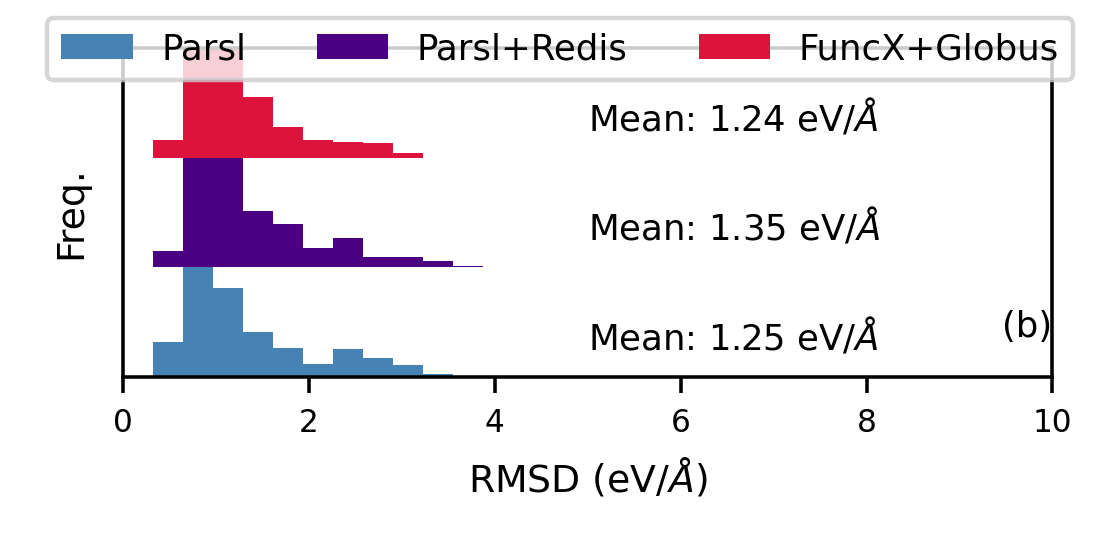 Parsl Parsl+Redis FuncX+Globus
Mean: 1.24 eV/Å
Freq.
Mean: 1.35 eV/Å
Mean: 1.25 eV/Å
(b)
0 2 4 6 8 10
RMSD (eV/Å)